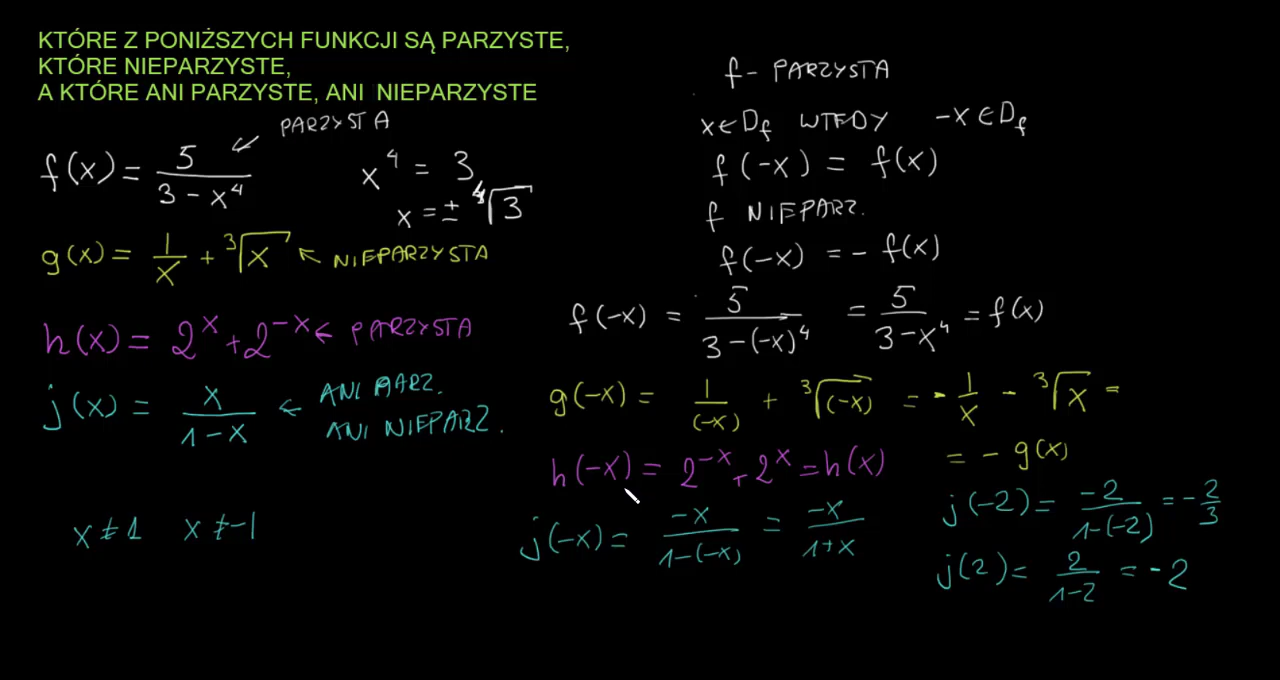 KTÓRE Z PONIŻSZYCH FUNKCJI SĄ PARZYSTE,
KTÓRE NIEPARZYSTE,
A KTÓRE ANI PARZYSTE, ANI NIEPARZYSTE
PARZYSTA
f(x) = 5/(3 - x⁴)
x⁴ = 3
x = ± ⁴√3
g(x) = 1/x + ³√x ← NIEPARZYSTA
h(x) = 2^x + 2^-x ← PARZYSTA
j(x) = x/(1-x) ← ANI PARZ.
ANI NIEPARZ.
x ≠ 1 x ≠ -1
f - PARZYSTA
x ∈ D_f WTEDY -x ∈ D_f
f(-x) = f(x)
f NIEPARZ.
f(-x) = - f(x)
f(-x) = 5/(3-(-x)⁴) = 5/(3-x⁴) = f(x)
g(-x) = 1/(-x) + ³√(-x) = -1/x - ³√x =
= - g(x)
h(-x) = 2^-x + 2^x = h(x)
j(-x) = -x/(1-(-x)) = -x/(1+x)
j(-2) = -2/(1-(-2)) = -2/3
j(2) = 2/(1-2) = -2